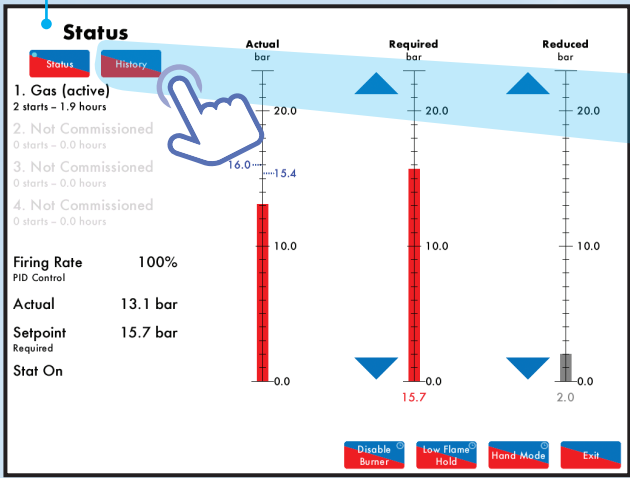 Status
Status
History
1. Gas (active)
2 starts – 1.9 hours
2. Not Commissioned
0 starts – 0.0 hours
3. Not Commissioned
0 starts – 0.0 hours
4. Not Commissioned
0 starts – 0.0 hours
Firing Rate 100%
PID Control
Actual 13.1 bar
Setpoint 15.7 bar
Required
Stat On
Actual
bar
20.0
16.0
15.4
10.0
0.0
Required
bar
20.0
10.0
0.0
15.7
Reduced
bar
20.0
10.0
0.0
2.0
Disable
Burner
Low Flame
Hold
Hand Mode
Exit